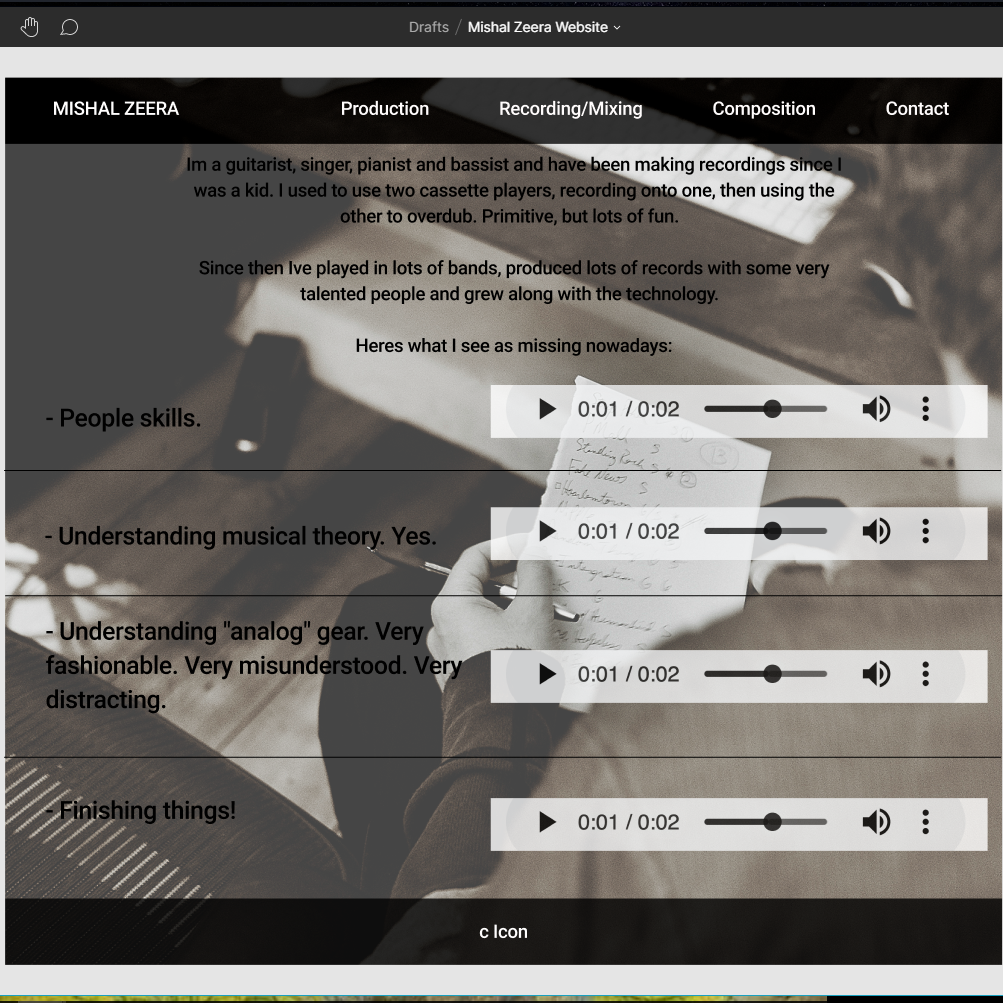 Drafts / Mishal Zeera Website
MISHAL ZEERA Production Recording/Mixing Composition Contact
Im a guitarist, singer, pianist and bassist and have been making recordings since I
was a kid. I used to use two cassette players, recording onto one, then using the
other to overdub. Primitive, but lots of fun.
Since then Ive played in lots of bands, produced lots of records with some very
talented people and grew along with the technology.
Heres what I see as missing nowadays:
- People skills.
0:01 / 0:02
Standing Rock
Fake News
- Understanding musical theory. Yes.
0:01 / 0:02
- Understanding "analog" gear. Very
fashionable. Very misunderstood. Very
distracting.
0:01 / 0:02
- Finishing things!
0:01 / 0:02
c Icon